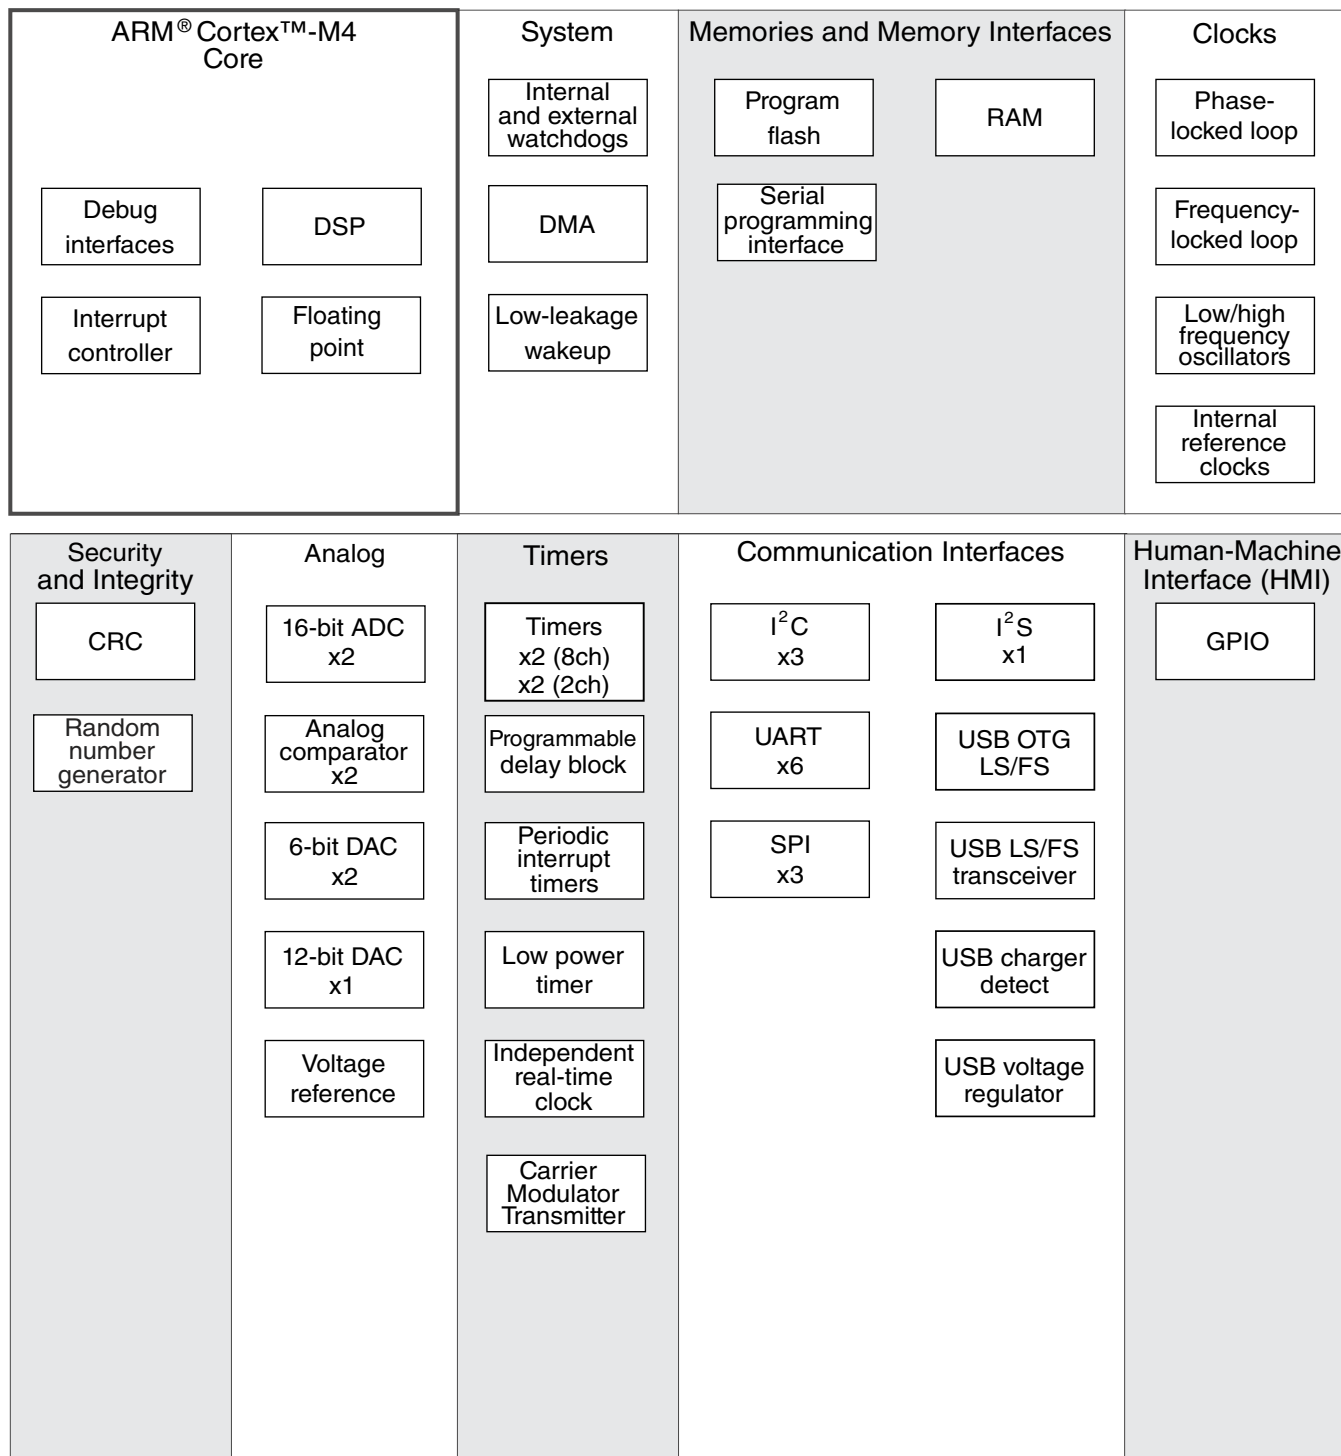 ARM® Cortex™-M4
Core
Debug
interfaces
DSP
Interrupt
controller
Floating
point
System
Internal
and external
watchdogs
DMA
Low-leakage
wakeup
Memories and Memory Interfaces
Program
flash
RAM
Serial
programming
interface
Clocks
Phase-
locked loop
Frequency-
locked loop
Low/high
frequency
oscillators
Internal
reference
clocks
Security
and Integrity
CRC
Random
number
generator
Analog
16-bit ADC
x2
Analog
comparator
x2
6-bit DAC
x2
12-bit DAC
x1
Voltage
reference
Timers
Timers
x2 (8ch)
x2 (2ch)
Programmable
delay block
Periodic
interrupt
timers
Low power
timer
Independent
real-time
clock
Carrier
Modulator
Transmitter
Communication Interfaces
I²C
x3
I²S
x1
UART
x6
USB OTG
LS/FS
SPI
x3
USB LS/FS
transceiver
USB charger
detect
USB voltage
regulator
Human-Machine
Interface (HMI)
GPIO